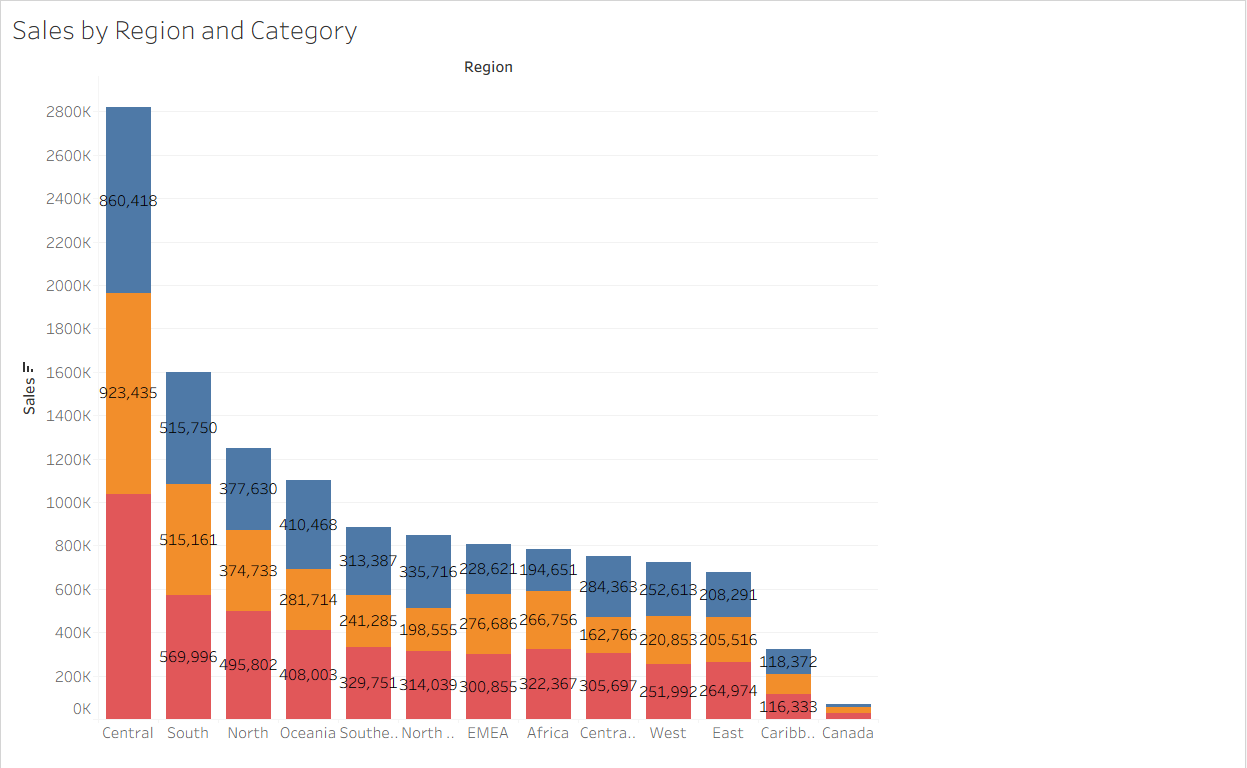 Sales by Region and Category
Region
Sales
2800K
2600K
2400K
2200K
2000K
1800K
1600K
1400K
1200K
1000K
800K
600K
400K
200K
0K
860,418
923,435
515,750
515,161
569,996
377,630
374,733
495,802
410,468
281,714
408,003
313,387
241,285
329,751
335,716
198,555
314,039
228,621
276,686
300,855
194,651
266,756
322,367
284,363
162,766
305,697
252,613
220,853
251,992
208,291
205,516
264,974
118,372
116,333
Central South North Oceania Southe.. North .. EMEA Africa Centra.. West East Caribb.. Canada